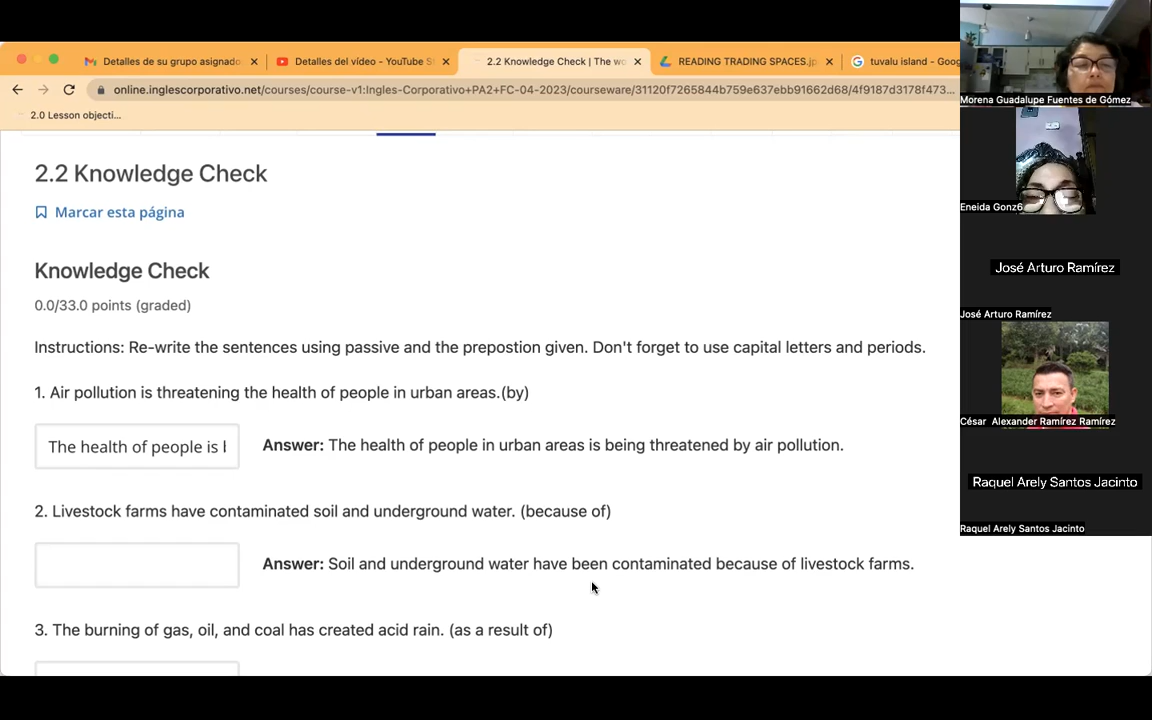 Detalles de su grupo asignado
Detalles del vídeo - YouTube S
2.2 Knowledge Check | The wo
READING TRADING SPACES.jp
tuvalu island - Goog
online.inglescorporativo.net/courses/course-v1:Ingles-Corporativo+PA2+FC-04-2023/courseware/31120f7265844b759e637ebb91662d68/4f9187d3178f473...
2.0 Lesson objecti...
2.2 Knowledge Check
Marcar esta página
Knowledge Check
0.0/33.0 points (graded)
Instructions: Re-write the sentences using passive and the prepostion given. Don't forget to use capital letters and periods.
1. Air pollution is threatening the health of people in urban areas.(by)
The health of people is
Answer: The health of people in urban areas is being threatened by air pollution.
2. Livestock farms have contaminated soil and underground water. (because of)
Answer: Soil and underground water have been contaminated because of livestock farms.
3. The burning of gas, oil, and coal has created acid rain. (as a result of)
Morena Guadalupe Fuentes de Gómez
Eneida Gonz6
José Arturo Ramírez
José Arturo Ramírez
César Alexander Ramírez Ramírez
Raquel Arely Santos Jacinto
Raquel Arely Santos Jacinto